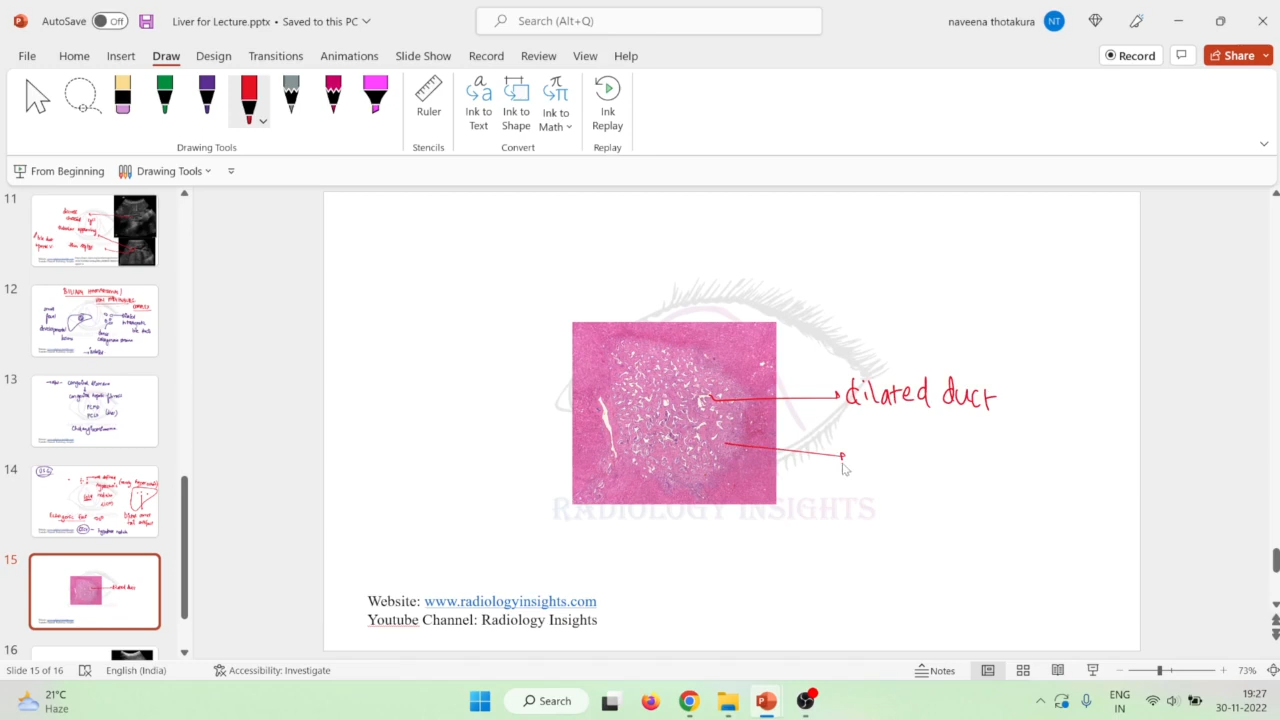 AutoSave Off Liver for Lecture.pptx • Saved to this PC Search (Alt+Q) naveena thotakura NT
File Home Insert Draw Design Transitions Animations Slide Show Record Review View Help Record Share
Ruler
Ink to Text
Ink to Shape
Ink to Math
Ink Replay
Drawing Tools Stencils Convert Replay
From Beginning Drawing Tools
11
12
13
14
15
16
dilated duct
RADIOLOGY INSIGHTS
Website: www.radiologyinsights.com
Youtube Channel: Radiology Insights
Slide 15 of 16 English (India) Accessibility: Investigate Notes 73%
21°C
Haze
Search
ENG
IN
19:27
30-11-2022